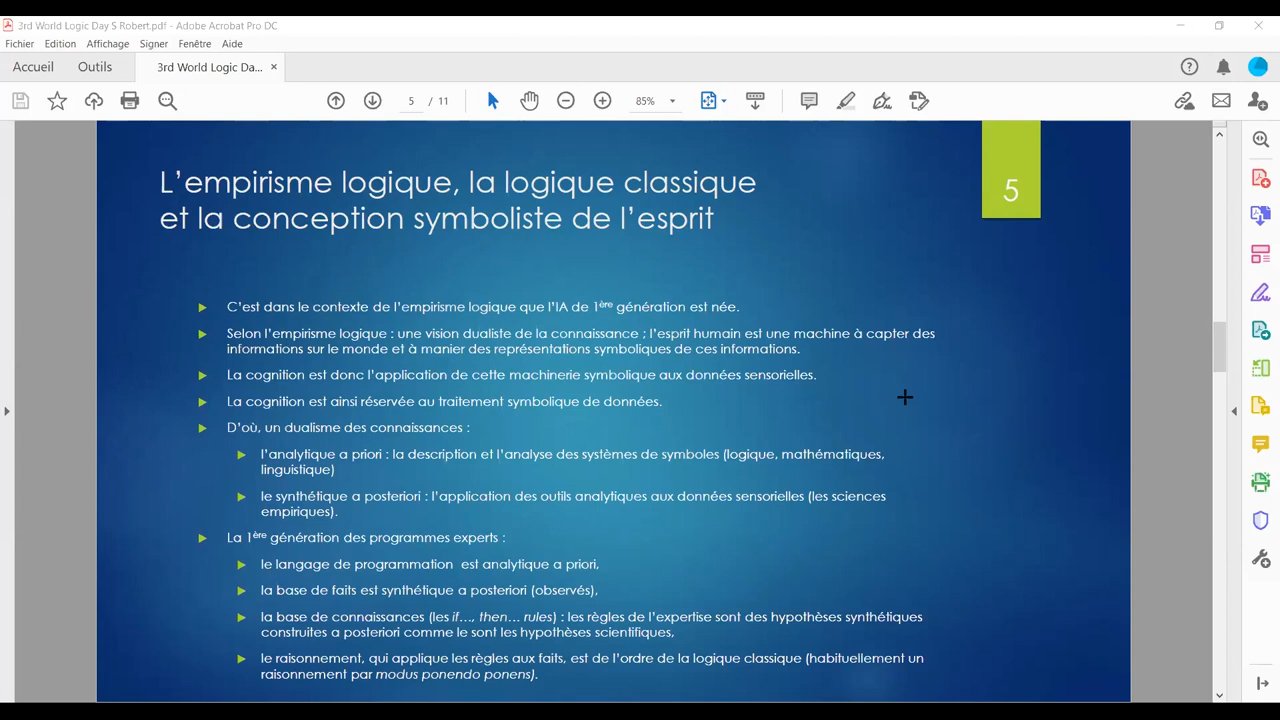 3rd World Logic Day S Robert.pdf - Adobe Acrobat Pro DC
Fichier Edition Affichage Signer Fenêtre Aide
Accueil Outils 3rd World Logic Da... ×
5 / 11 85%
5
L’empirisme logique, la logique classique
et la conception symboliste de l’esprit
C’est dans le contexte de l’empirisme logique que l’IA de 1ère génération est née.
Selon l’empirisme logique : une vision dualiste de la connaissance ; l’esprit humain est une machine à capter des
informations sur le monde et à manier des représentations symboliques de ces informations.
La cognition est donc l’application de cette machinerie symbolique aux données sensorielles.
La cognition est ainsi réservée au traitement symbolique de données.
D’où, un dualisme des connaissances :
l’analytique a priori : la description et l’analyse des systèmes de symboles (logique, mathématiques,
linguistique)
le synthétique a posteriori : l’application des outils analytiques aux données sensorielles (les sciences
empiriques).
La 1ère génération des programmes experts :
le langage de programmation est analytique a priori,
la base de faits est synthétique a posteriori (observés),
la base de connaissances (les if…, then… rules) : les règles de l’expertise sont des hypothèses synthétiques
construites a posteriori comme le sont les hypothèses scientifiques,
le raisonnement, qui applique les règles aux faits, est de l’ordre de la logique classique (habituellement un
raisonnement par modus ponendo ponens).